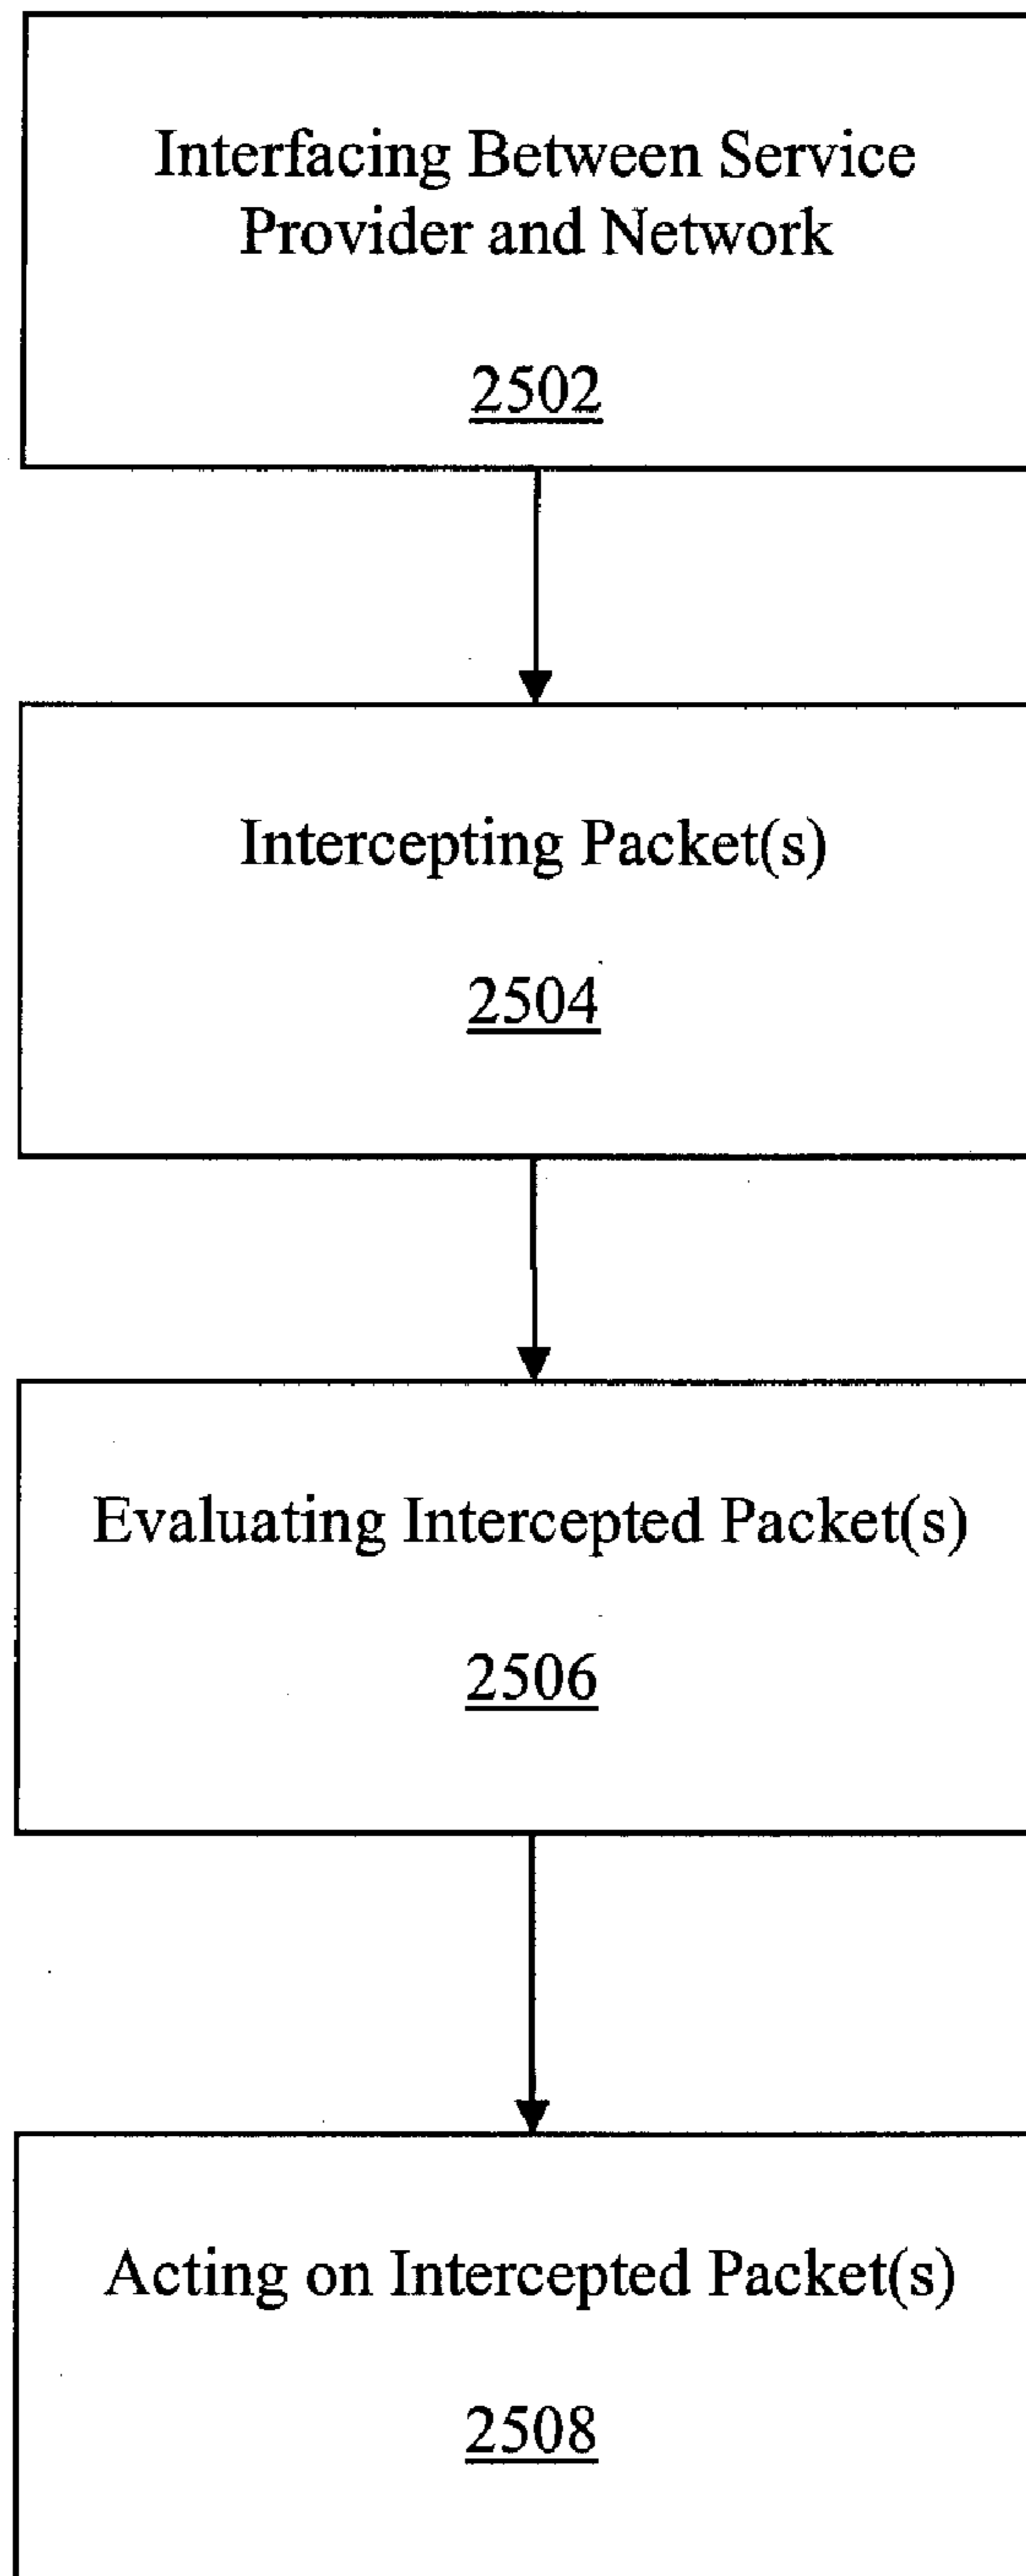 Interfacing Between Service
Provider and Network
2502
Intercepting Packet(s)
2504
Evaluating Intercepted Packet(s)
2506
Acting on Intercepted Packet(s)
2508